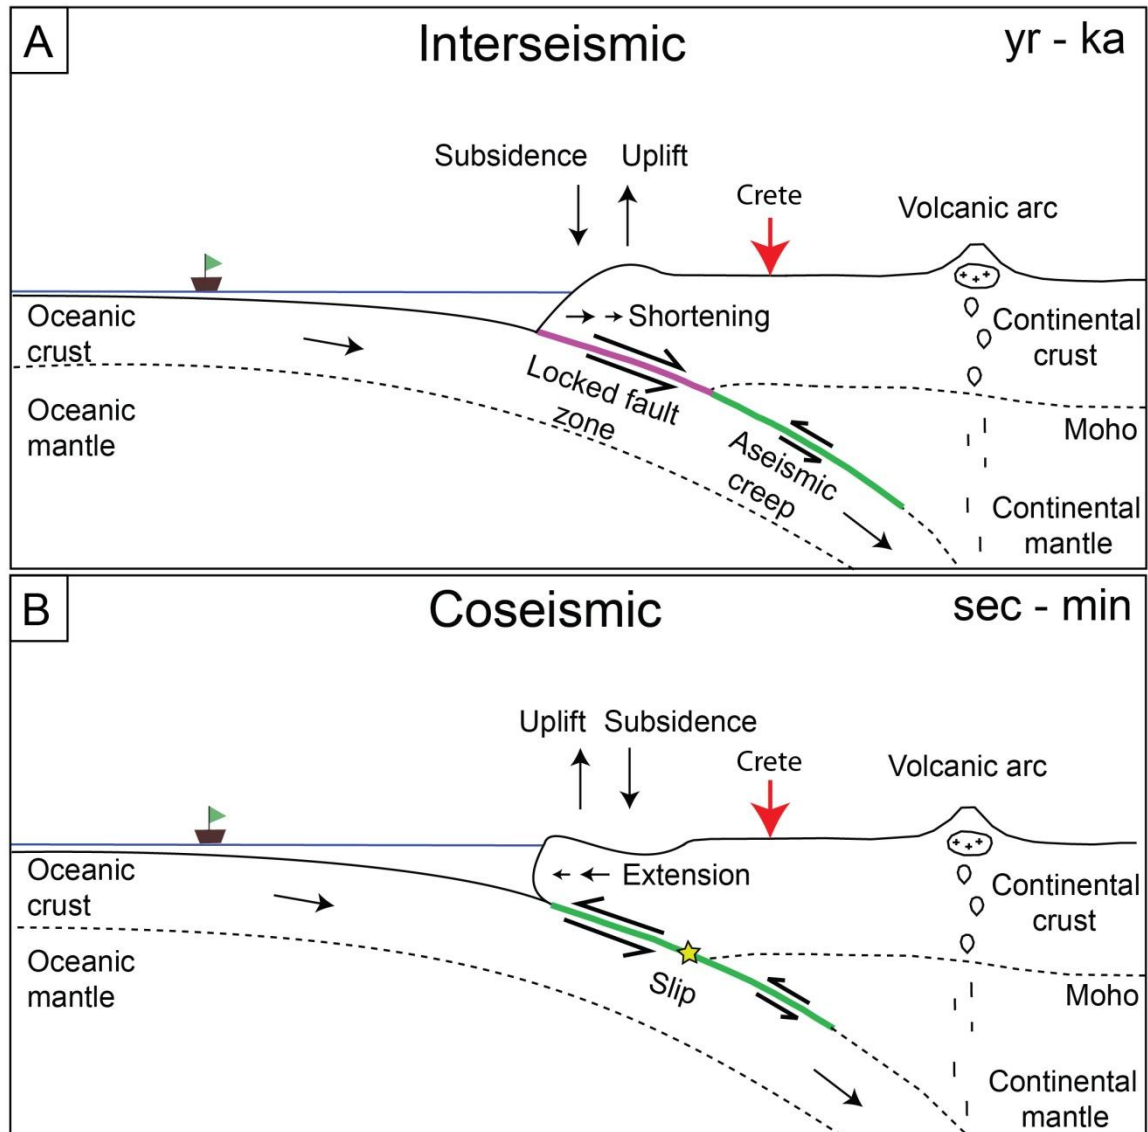 A
Interseismic
yr - ka
Subsidence
Uplift
Crete
Volcanic arc
Oceanic
crust
Shortening
Continental
crust
Locked fault
zone
Oceanic
mantle
Moho
Aseismic
creep
Continental
mantle
B
Coseismic
sec - min
Uplift
Subsidence
Crete
Volcanic arc
Oceanic
crust
Extension
Continental
crust
Oceanic
mantle
Slip
Moho
Continental
mantle